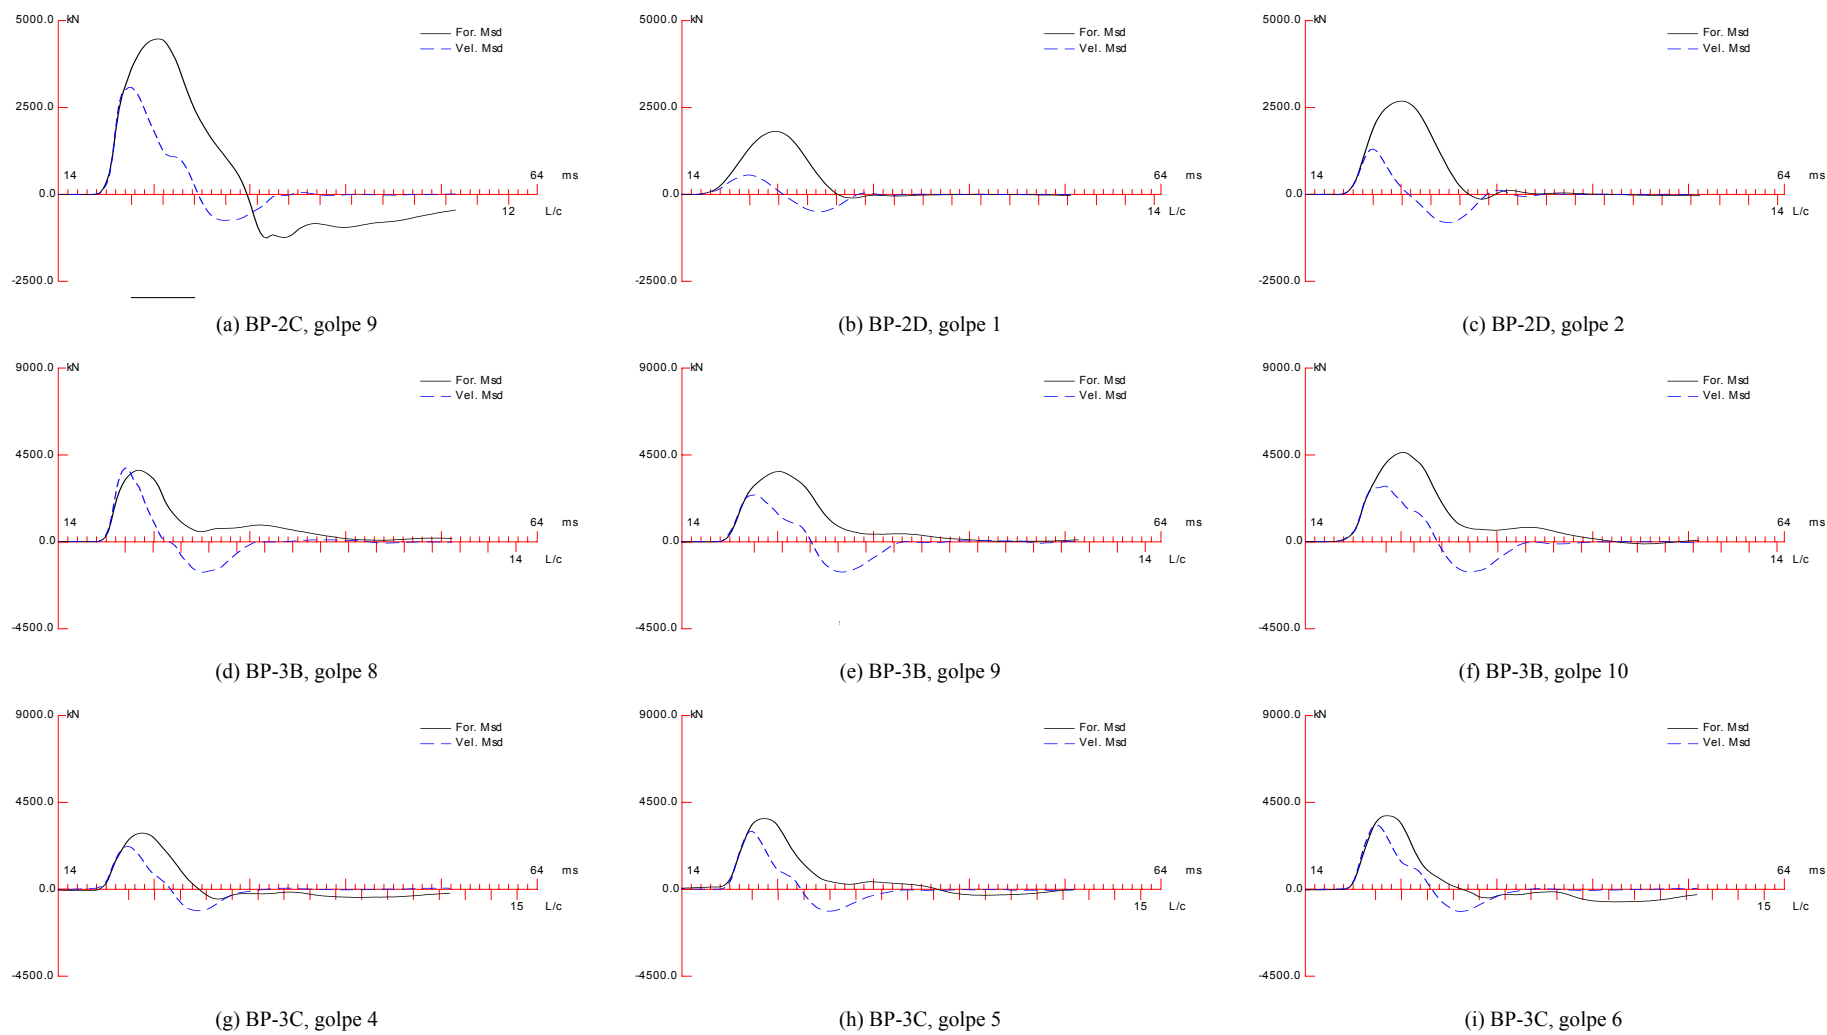 5000.0 kN
For. Msd
Vel. Msd
2500.0
14 64 ms
0.0
12 L/c
-2500.0
(a) BP-2C, golpe 9
5000.0 kN
For. Msd
Vel. Msd
2500.0
14 64 ms
0.0
14 L/c
-2500.0
(b) BP-2D, golpe 1
5000.0 kN
For. Msd
Vel. Msd
2500.0
14 64 ms
0.0
14 L/c
-2500.0
(c) BP-2D, golpe 2
9000.0 kN
For. Msd
Vel. Msd
4500.0
14 64 ms
0.0
14 L/c
-4500.0
(d) BP-3B, golpe 8
9000.0 kN
For. Msd
Vel. Msd
4500.0
14 64 ms
0.0
14 L/c
-4500.0
(e) BP-3B, golpe 9
9000.0 kN
For. Msd
Vel. Msd
4500.0
14 64 ms
0.0
14 L/c
-4500.0
(f) BP-3B, golpe 10
9000.0 kN
For. Msd
Vel. Msd
4500.0
14 64 ms
0.0
15 L/c
-4500.0
(g) BP-3C, golpe 4
9000.0 kN
For. Msd
Vel. Msd
4500.0
14 64 ms
0.0
15 L/c
-4500.0
(h) BP-3C, golpe 5
9000.0 kN
For. Msd
Vel. Msd
4500.0
14 64 ms
0.0
15 L/c
-4500.0
(i) BP-3C, golpe 6